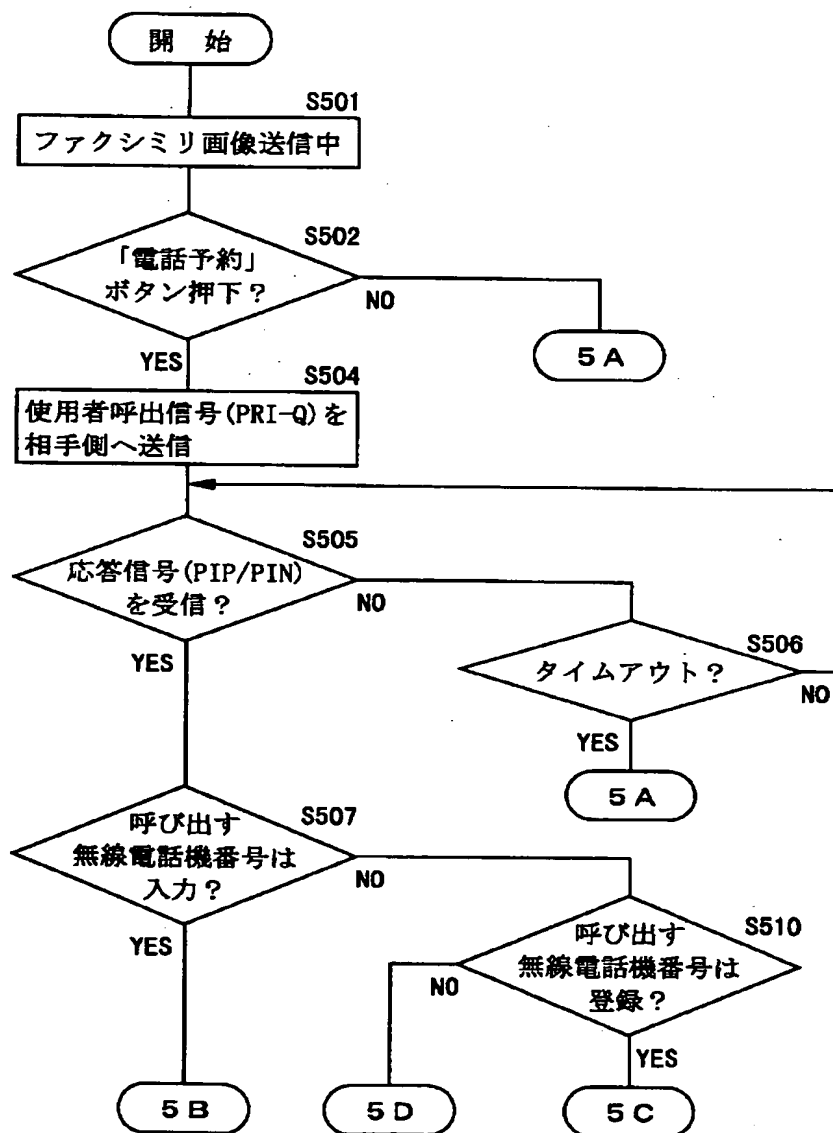 開 始
S501
ファクシミリ画像送信中
S502
「電話予約」
ボタン押下？
NO
YES
5A
S504
使用者呼出信号(PRI-Q)を
相手側へ送信
S505
応答信号(PIP/PIN)
を受信？
NO
YES
S506
タイムアウト？
NO
YES
5A
S507
呼び出す
無線電話機番号は
入力？
NO
YES
S510
呼び出す
無線電話機番号は
登録？
NO
YES
5B
5D
5C